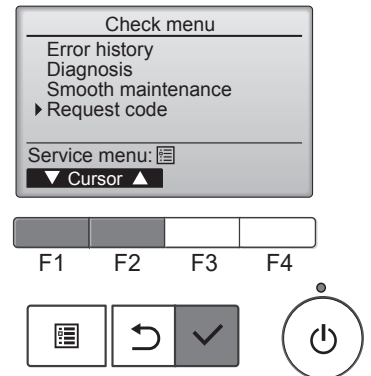 Check menu
Error history
Diagnosis
Smooth maintenance
Request code
Service menu:
▼ Cursor ▲
F1 F2 F3 F4